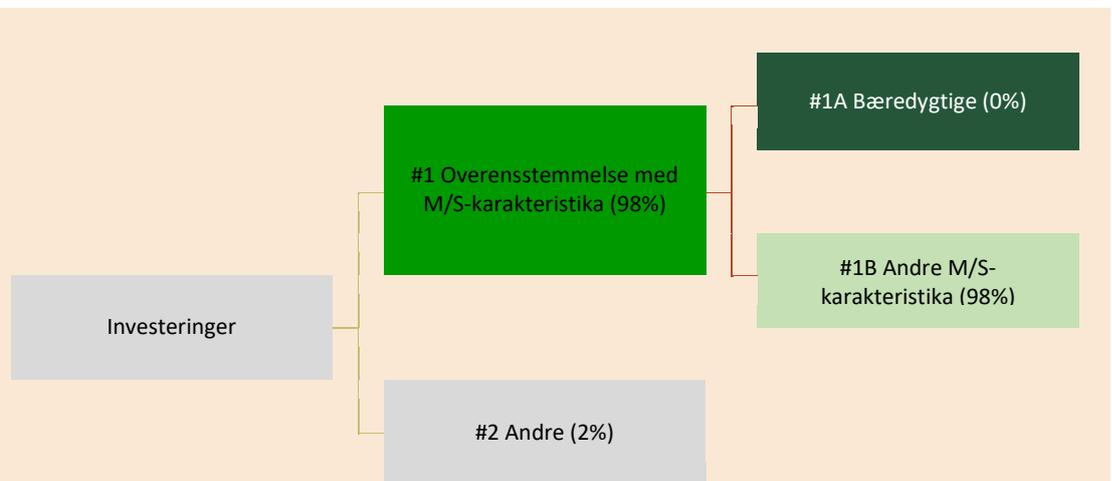 #1A Bæredygtige (0%)
#1 Overensstemmelse med
M/S-karakteristika (98%)
#1B Andre M/S-
karakteristika (98%)
Investeringer
#2 Andre (2%)